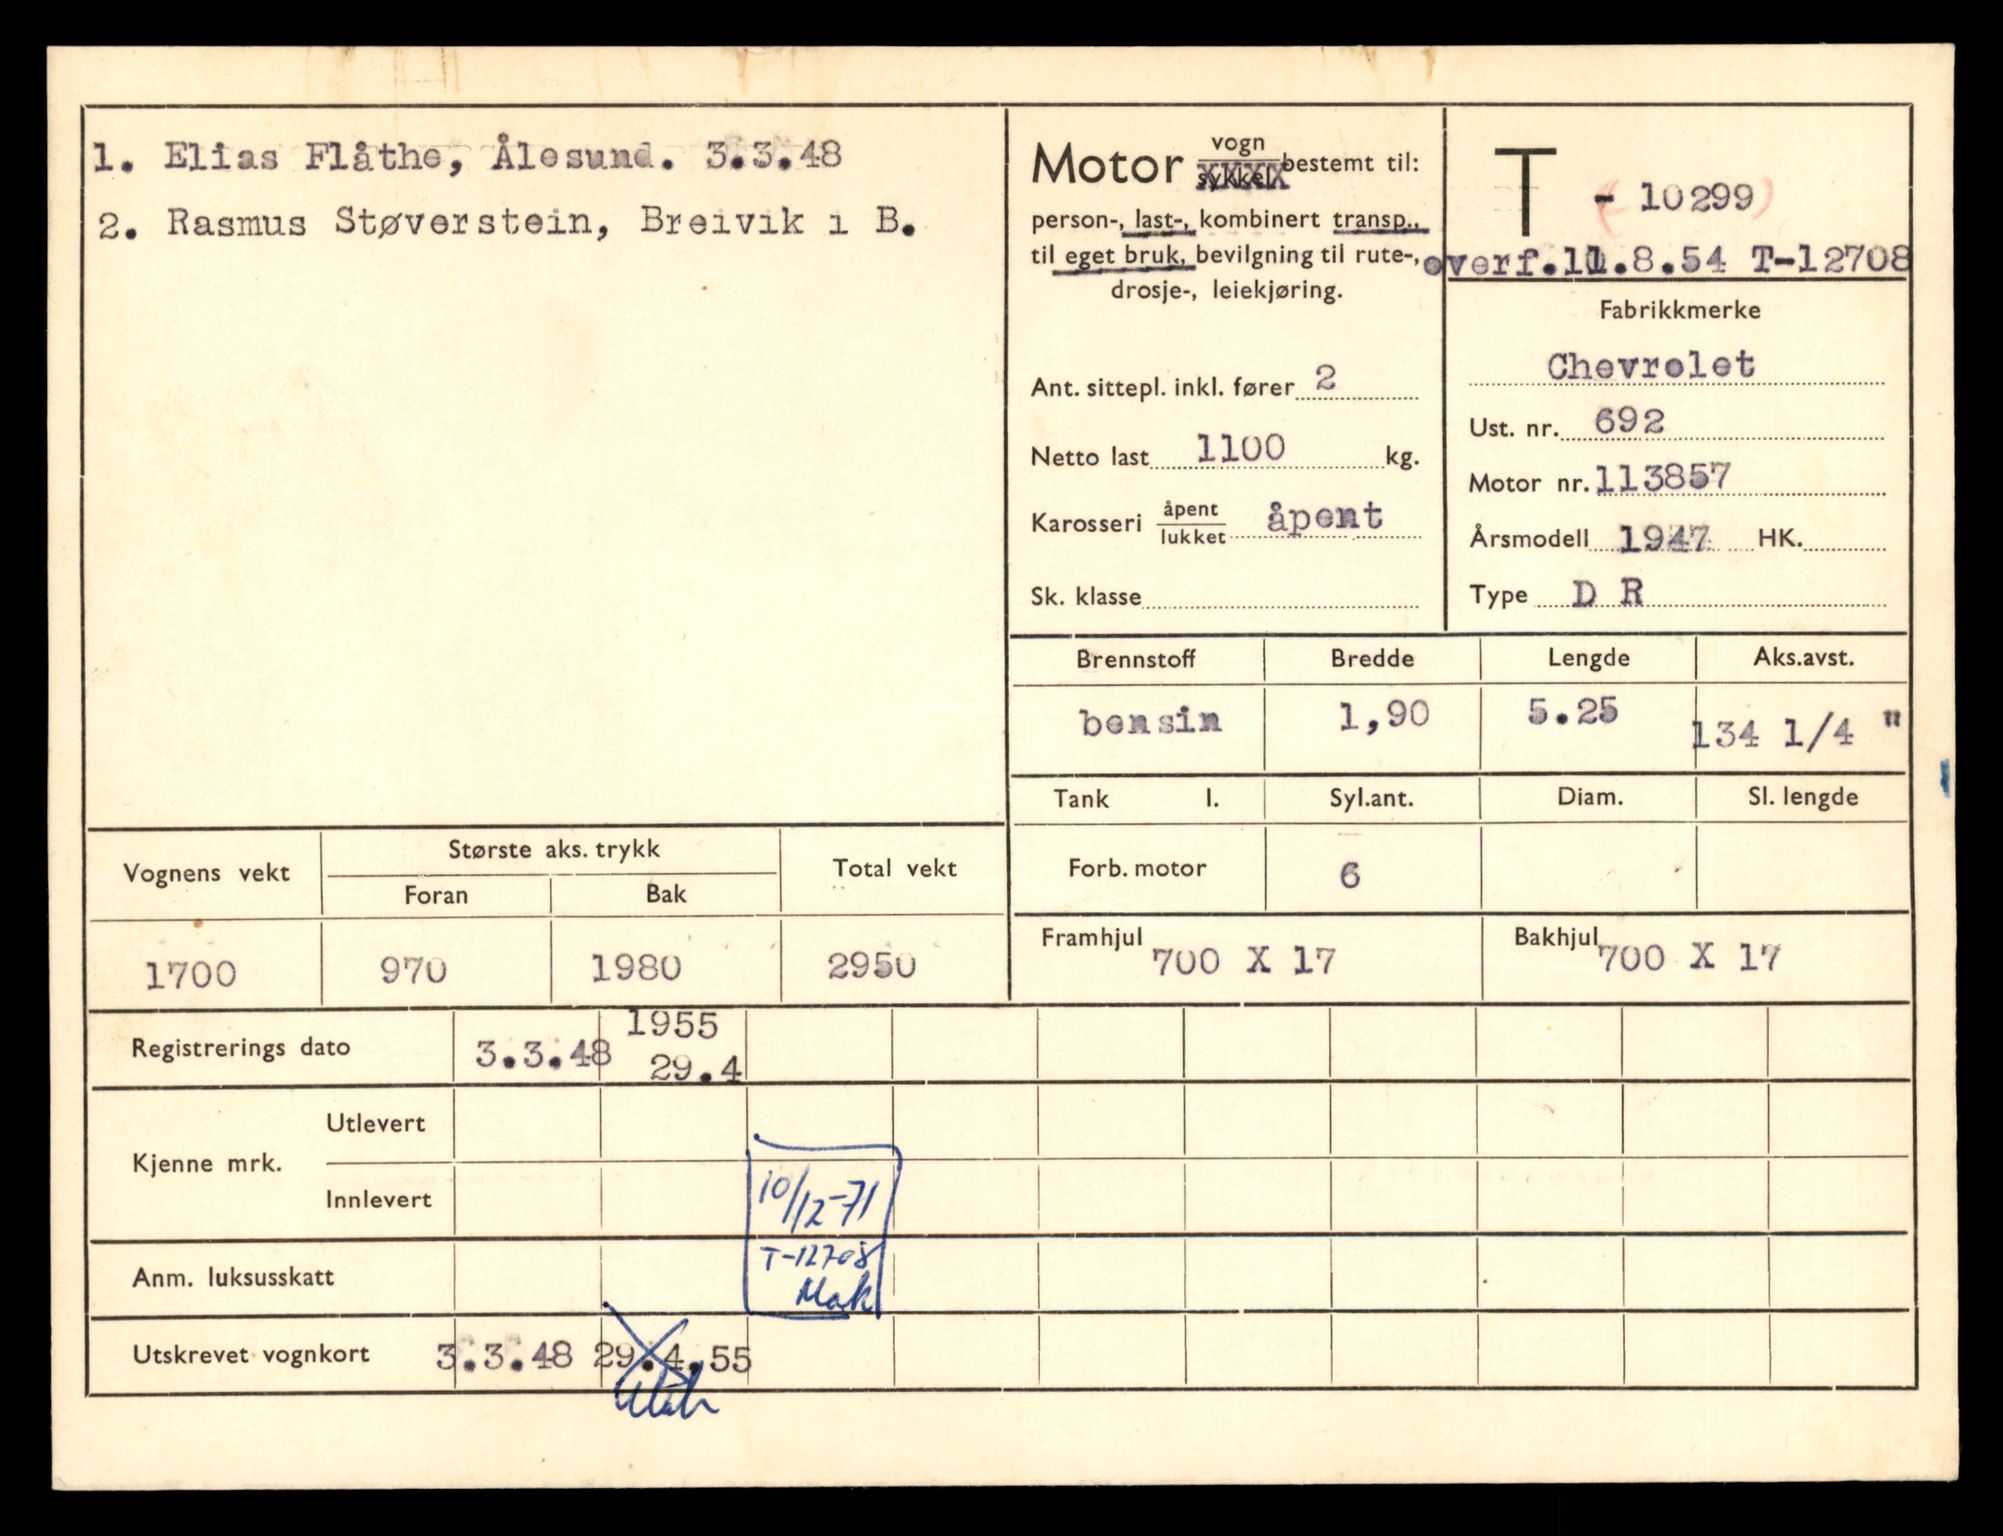 1. Elias Flåthe, Ålesund. 3.3.48
2. Rasmus Støverstein, Breivik i B.
Motor vogn sykkel bestemt til:
person-, last-, kombinert transp.,
til eget bruk, bevilgning til rute-,
drosje-, leiekjøring.
Ant. sittepl. inkl. fører 2
Netto last 1100 kg.
Karosseri åpent lukket åpent
Sk. klasse
T - 10299
overf.11.8.54 T-12708
Fabrikkmerke
Chevrolet
Ust. nr. 692
Motor nr. 113857
Årsmodell 1947 HK.
Type D R
Brennstoff Bredde Lengde Aks.avst.
bensin 1,90 5.25 134 1/4 "
Tank l. Syl.ant. Diam. Sl. lengde
Forb. motor 6
Framhjul 700 X 17 Bakhjul 700 X 17
Vognens vekt Største aks. trykk Total vekt
Foran Bak
1700 970 1980 2950
Registrerings dato 3.3.48 1955
29.4
Kjenne mrk. Utlevert
Innlevert
10/12-71
T-12708
Anm. luksusskatt
Utskrevet vognkort 3.3.48 29.4.55